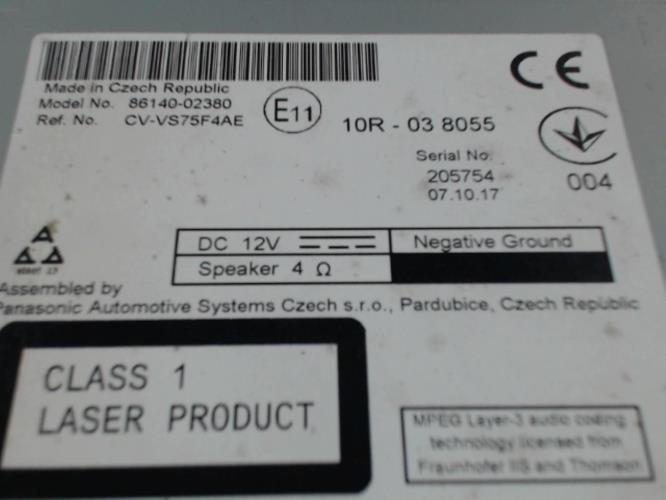 Made in Czech Republic
Model No. 86140-02380
Ref. No. CV-VS75F4AE
E11
10R - 03 8055
CE
Serial No.
205754
07.10.17
004
DC 12V
Negative Ground
Speaker 4 Ω
Assembled by
Panasonic Automotive Systems Czech s.r.o., Pardubice, Czech Republic
CLASS 1
LASER PRODUCT
MPEG Layer-3 audio coding
technology licensed from
Fraunhofer IIS and Thomson